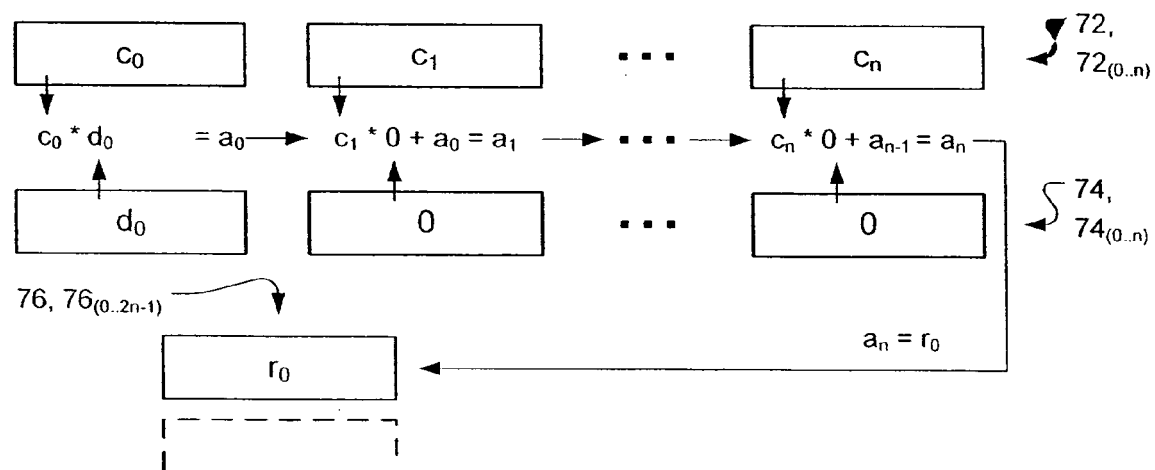 c₀ c₁ ▪ ▪ ▪ cₙ 72,
72₍₀..ₙ₎
c₀ * d₀ = a₀ c₁ * 0 + a₀ = a₁ ▪ ▪ ▪ cₙ * 0 + aₙ₋₁ = aₙ
d₀ 0 ▪ ▪ ▪ 0 74,
74₍₀..ₙ₎
76, 76₍₀..₂ₙ₋₁₎
aₙ = r₀
r₀